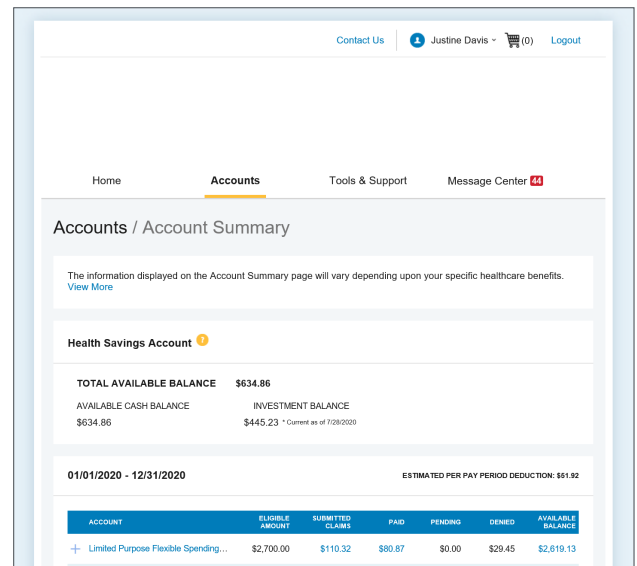 Contact Us Justine Davis (0) Logout
Home Accounts Tools & Support Message Center 44
Accounts / Account Summary
The information displayed on the Account Summary page will vary depending upon your specific healthcare benefits.
View More
Health Savings Account ?
TOTAL AVAILABLE BALANCE $634.86
AVAILABLE CASH BALANCE INVESTMENT BALANCE
$634.86 $445.23 * Current as of 7/28/2020
01/01/2020 - 12/31/2020 ESTIMATED PER PAY PERIOD DEDUCTION: $51.92
ACCOUNT ELIGIBLE AMOUNT SUBMITTED CLAIMS PAID PENDING DENIED AVAILABLE BALANCE
+ Limited Purpose Flexible Spending... $2,700.00 $110.32 $80.87 $0.00 $29.45 $2,619.13